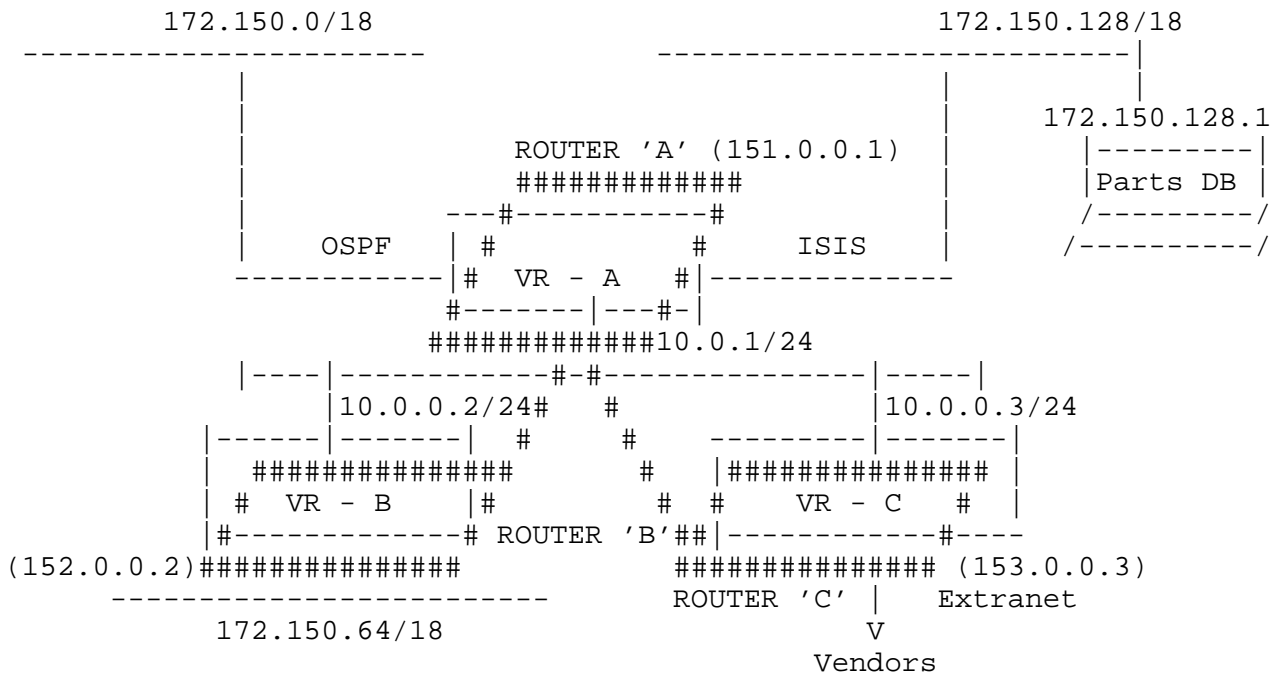 172.150.0/18 172.150.128/18
172.150.128.1
ROUTER 'A' (151.0.0.1)
Parts DB
OSPF ISIS
VR - A
10.0.1/24
10.0.0.2/24 10.0.0.3/24
VR - B VR - C
ROUTER 'B'
(152.0.0.2) (153.0.0.3)
ROUTER 'C' Extranet
172.150.64/18 V
Vendors